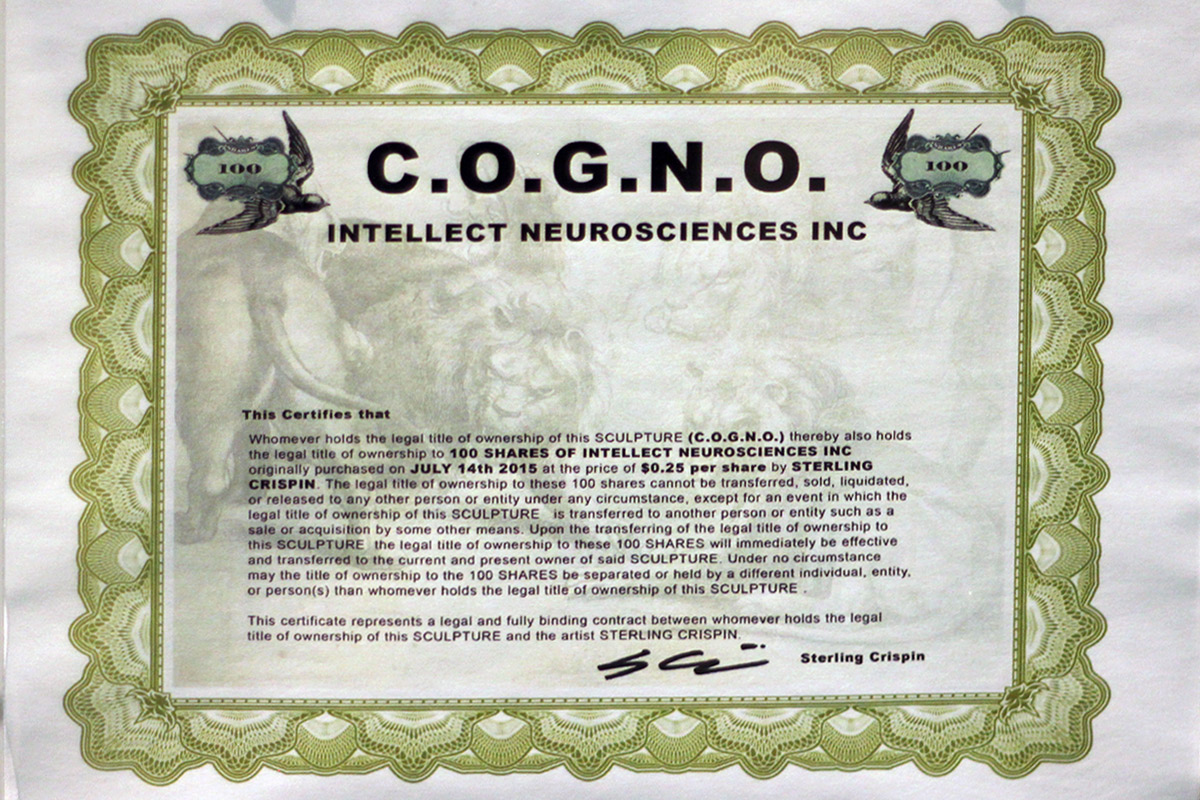 100
C.O.G.N.O.
100
INTELLECT NEUROSCIENCES INC
This Certifies that
Whomever holds the legal title of ownership of this SCULPTURE (C.O.G.N.O.) thereby also holds
the legal title of ownership to 100 SHARES OF INTELLECT NEUROSCIENCES INC
originally purchased on JULY 14th 2015 at the price of $0.25 per share by STERLING
CRISPIN. The legal title of ownership to these 100 shares cannot be transferred, sold, liquidated,
or released to any other person or entity under any circumstance, except for an event in which the
legal title of ownership of this SCULPTURE is transferred to another person or entity such as a
sale or acquisition by some other means. Upon the transferring of the legal title of ownership to
this SCULPTURE the legal title of ownership to these 100 SHARES will immediately be effective
and transferred to the current and present owner of said SCULPTURE. Under no circumstance
may the title of ownership to the 100 SHARES be separated or held by a different individual, entity,
or person(s) than whomever holds the legal title of ownership of this SCULPTURE .
This certificate represents a legal and fully binding contract between whomever holds the legal
title of ownership of this SCULPTURE and the artist STERLING CRISPIN.
Sterling Crispin